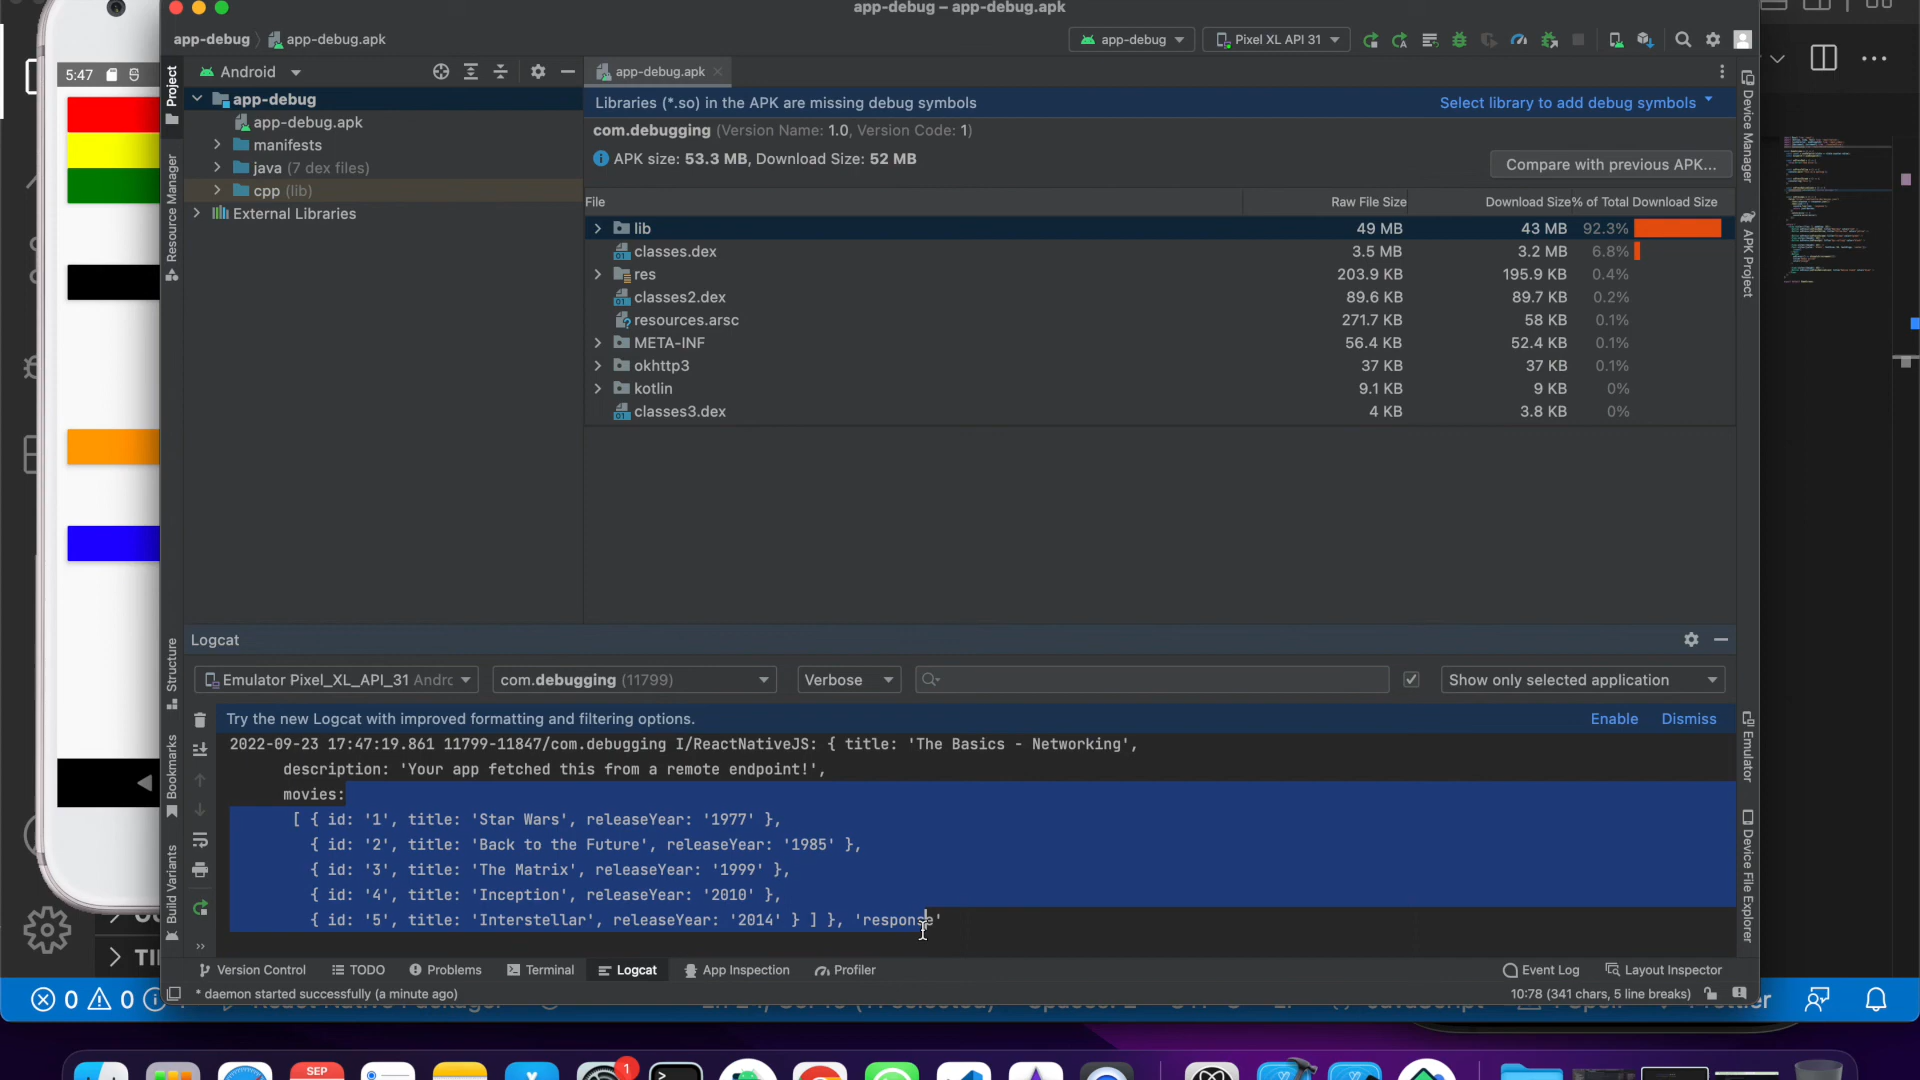 app-debug – app-debug.apk
app-debug
app-debug.apk
app-debug
Pixel XL API 31
5:47
Project
Android
app-debug.apk
app-debug
app-debug.apk
manifests
java (7 dex files)
cpp (lib)
External Libraries
Libraries (*.so) in the APK are missing debug symbols
Select library to add debug symbols
com.debugging (Version Name: 1.0, Version Code: 1)
APK size: 53.3 MB, Download Size: 52 MB
Compare with previous APK...
File Raw File Size Download Size % of Total Download Size
lib 49 MB 43 MB 92.3%
classes.dex 3.5 MB 3.2 MB 6.8%
res 203.9 KB 195.9 KB 0.4%
classes2.dex 89.6 KB 89.7 KB 0.2%
resources.arsc 271.7 KB 58 KB 0.1%
META-INF 56.4 KB 52.4 KB 0.1%
okhttp3 37 KB 37 KB 0.1%
kotlin 9.1 KB 9 KB 0%
classes3.dex 4 KB 3.8 KB 0%
Resource Manager
Structure
Bookmarks
Build Variants
Device Manager
APK Project
Emulator
Device File Explorer
Logcat
Emulator Pixel_XL_API_31 Andro
com.debugging (11799)
Verbose
Show only selected application
Try the new Logcat with improved formatting and filtering options.
Enable
Dismiss
2022-09-23 17:47:19.861 11799-11847/com.debugging I/ReactNativeJS: { title: 'The Basics - Networking',
description: 'Your app fetched this from a remote endpoint!',
movies:
[ { id: '1', title: 'Star Wars', releaseYear: '1977' },
{ id: '2', title: 'Back to the Future', releaseYear: '1985' },
{ id: '3', title: 'The Matrix', releaseYear: '1999' },
{ id: '4', title: 'Inception', releaseYear: '2010' },
{ id: '5', title: 'Interstellar', releaseYear: '2014' } ] }, 'response'
Version Control
TODO
Problems
Terminal
Logcat
App Inspection
Profiler
Event Log
Layout Inspector
* daemon started successfully (a minute ago)
10:78 (341 chars, 5 line breaks)
0
0
SEP
1